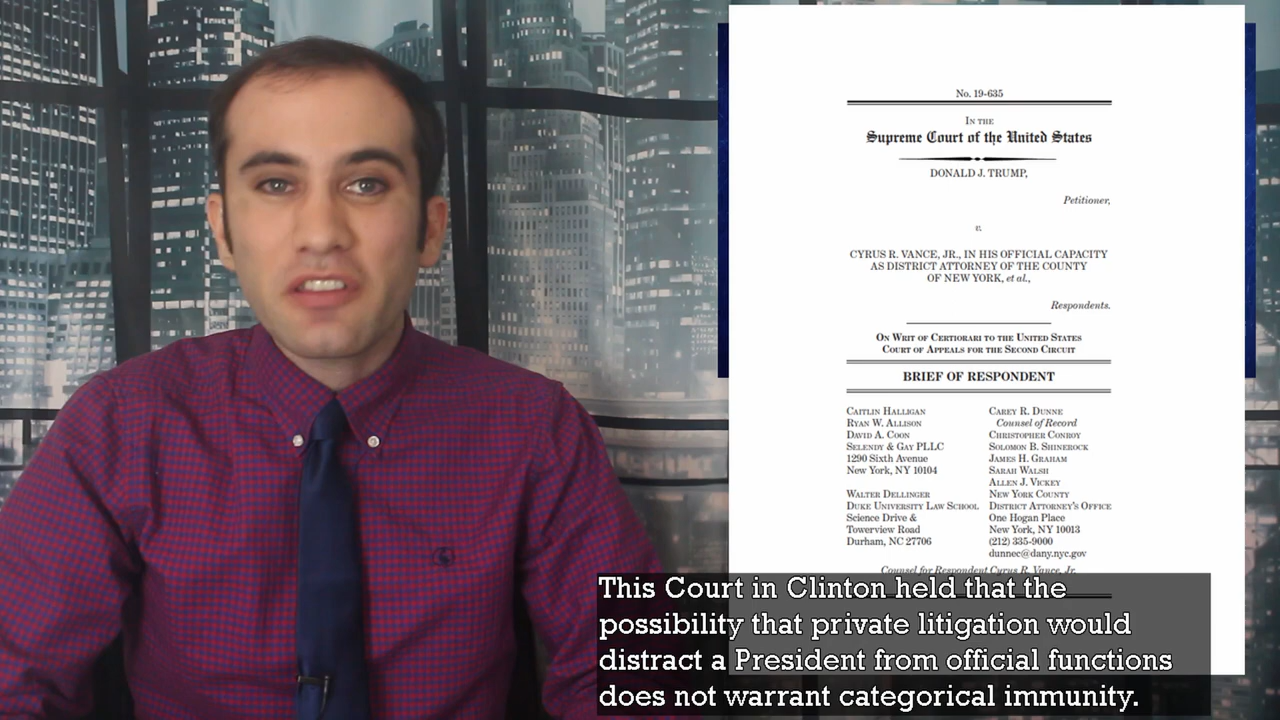 No. 19-635
IN THE
Supreme Court of the United States
DONALD J. TRUMP,
Petitioner,
v.
CYRUS R. VANCE, JR., IN HIS OFFICIAL CAPACITY
AS DISTRICT ATTORNEY OF THE COUNTY
OF NEW YORK, et al.,
Respondents.
ON WRIT OF CERTIORARI TO THE UNITED STATES
COURT OF APPEALS FOR THE SECOND CIRCUIT
BRIEF OF RESPONDENT
CAITLIN HALLIGAN
RYAN W. ALLISON
DAVID A. COON
SELENDY & GAY PLLC
1290 Sixth Avenue
New York, NY 10104
WALTER DELLINGER
DUKE UNIVERSITY LAW SCHOOL
Science Drive &
Towerview Road
Durham, NC 27706
CAREY R. DUNNE
Counsel of Record
CHRISTOPHER CONROY
SOLOMON B. SHINEROCK
JAMES H. GRAHAM
SARAH WALSH
ALLEN J. VICKEY
NEW YORK COUNTY
DISTRICT ATTORNEY'S OFFICE
One Hogan Place
New York, NY 10013
(212) 335-9000
dunnec@dany.nyc.gov
Counsel for Respondent Cyrus R. Vance, Jr.
This Court in Clinton held that the
possibility that private litigation would
distract a President from official functions
does not warrant categorical immunity.